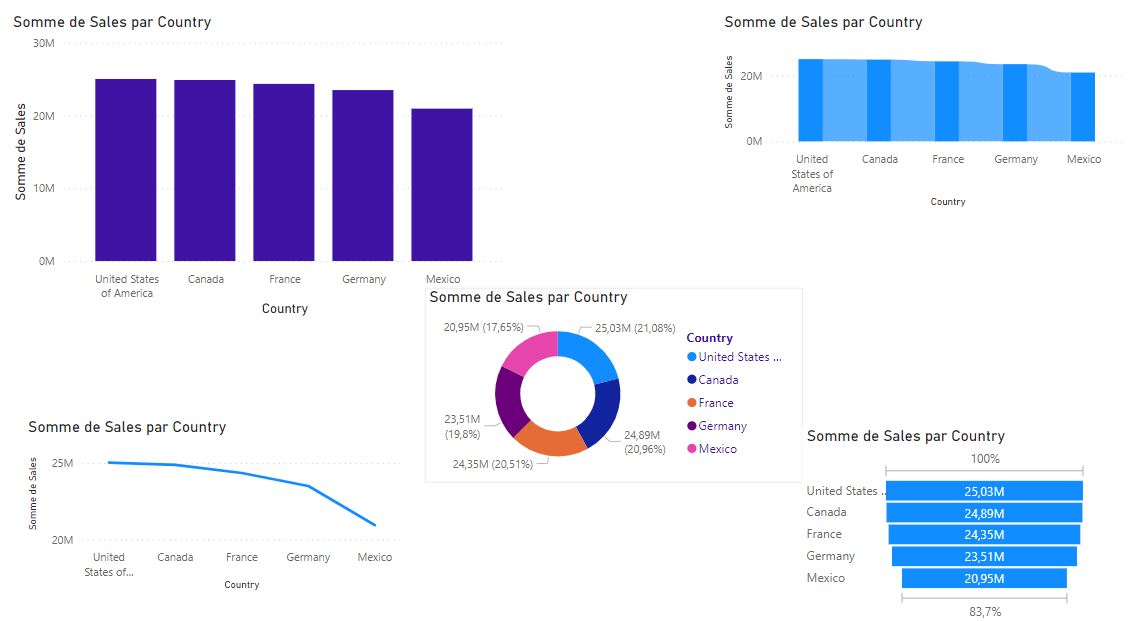 Somme de Sales par Country
30M
20M
10M
0M
Somme de Sales
United States
of America
Canada
France
Germany
Mexico
Country
Somme de Sales par Country
20M
0M
Somme de Sales
United
States of
America
Canada
France
Germany
Mexico
Country
Somme de Sales par Country
20,95M (17,65%)
25,03M (21,08%)
23,51M
(19,8%)
24,89M
(20,96%)
24,35M (20,51%)
Country
United States ...
Canada
France
Germany
Mexico
Somme de Sales par Country
25M
20M
Somme de Sales
United
States of...
Canada
France
Germany
Mexico
Country
Somme de Sales par Country
100%
United States ... 25,03M
Canada 24,89M
France 24,35M
Germany 23,51M
Mexico 20,95M
83,7%